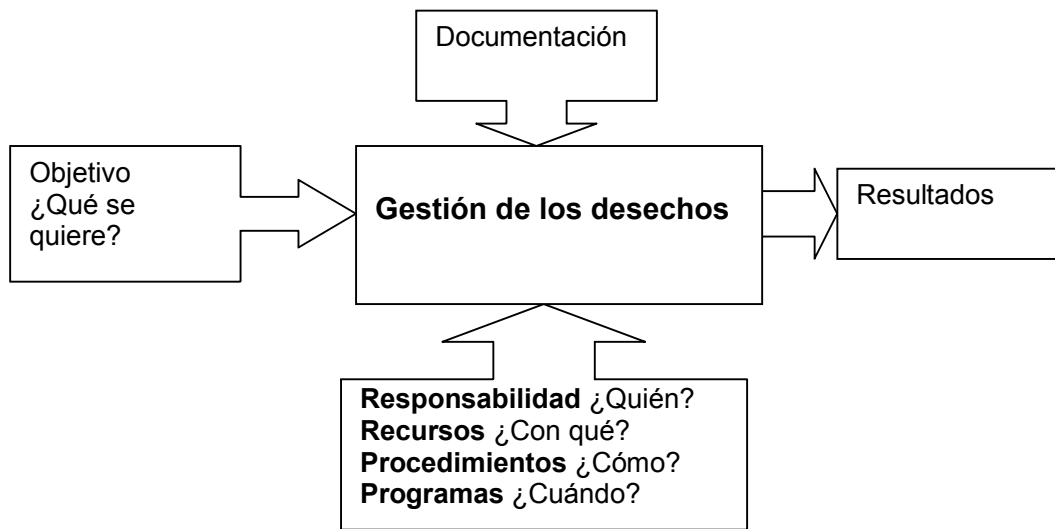 Documentación
Objetivo
¿Qué se
quiere?
Gestión de los desechos
Resultados
Responsabilidad ¿Quién?
Recursos ¿Con qué?
Procedimientos ¿Cómo?
Programas ¿Cuándo?